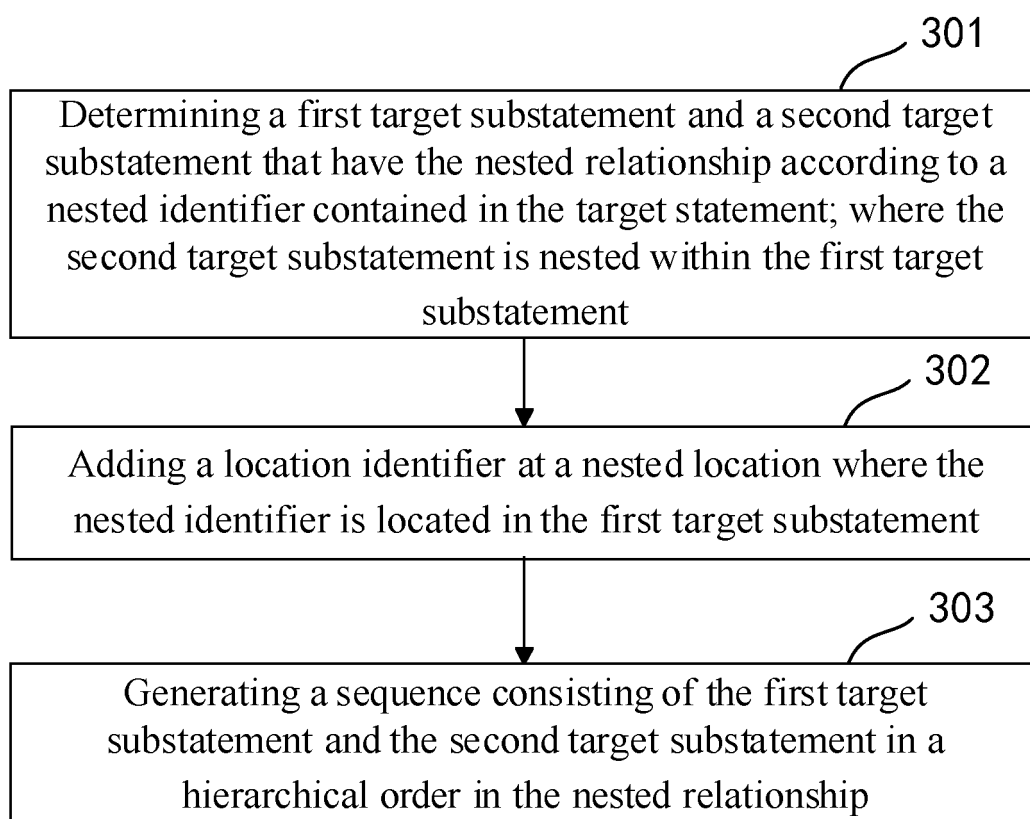 301
Determining a first target substatement and a second target
substatement that have the nested relationship according to a
nested identifier contained in the target statement; where the
second target substatement is nested within the first target
substatement
302
Adding a location identifier at a nested location where the
nested identifier is located in the first target substatement
303
Generating a sequence consisting of the first target
substatement and the second target substatement in a
hierarchical order in the nested relationship